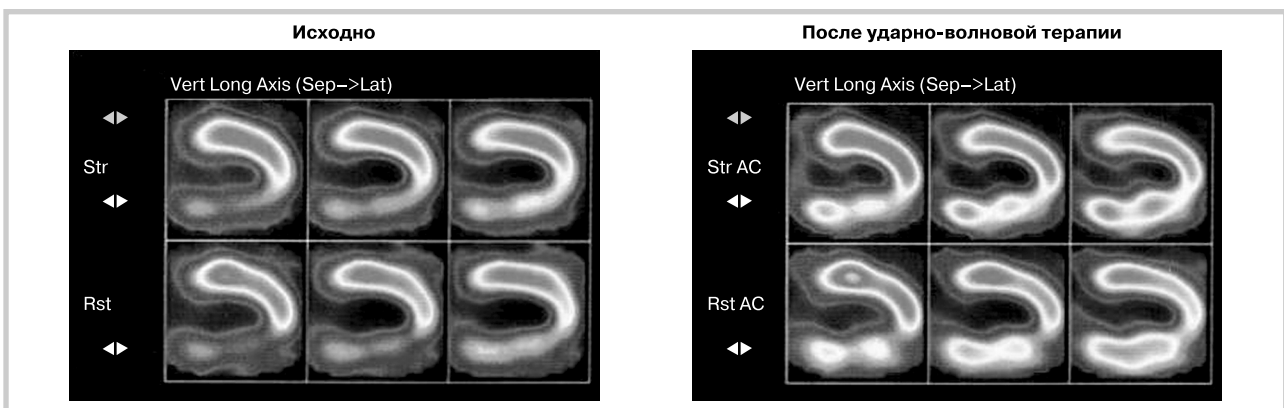 Исходно
Vert Long Axis (Sep–>Lat)
Str
Rst
После ударно-волновой терапии
Vert Long Axis (Sep–>Lat)
Str AC
Rst AC